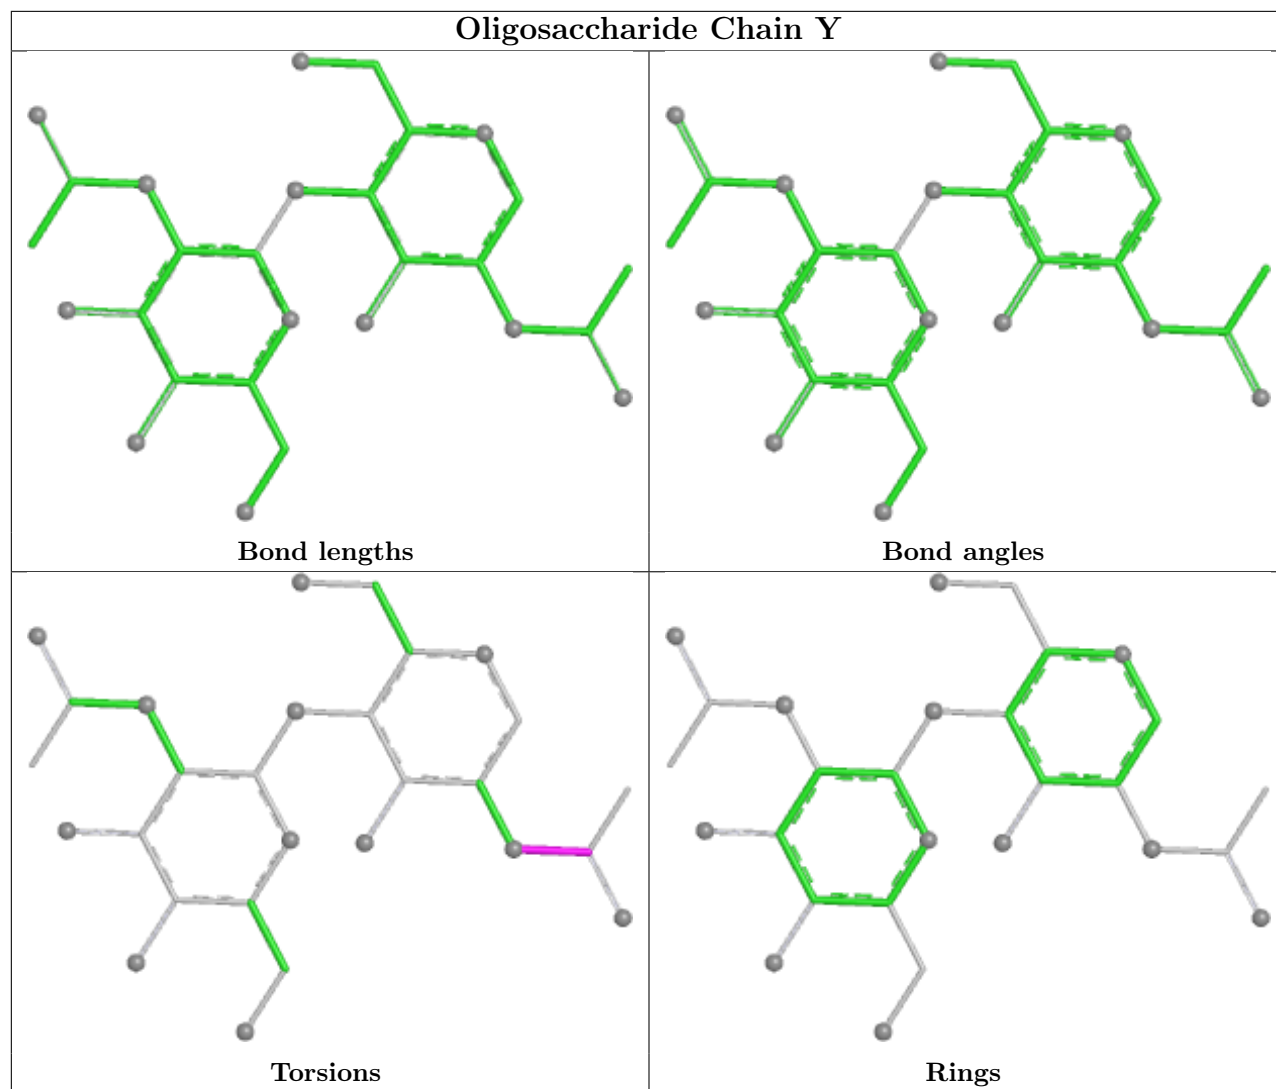 Oligosaccharide Chain Y
Bond lengths
Bond angles
Torsions
Rings